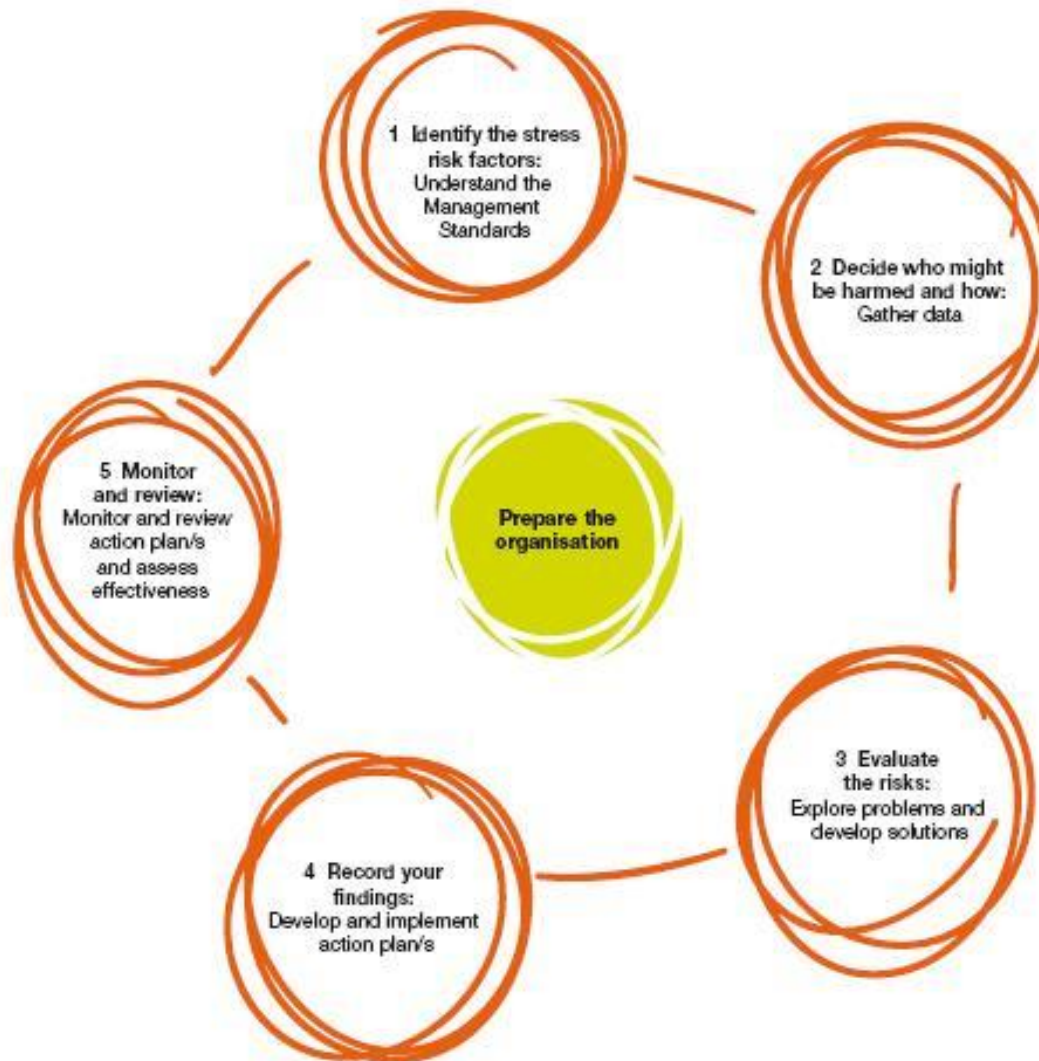 1 Identify the stress
risk factors:
Understand the
Management
Standards
2 Decide who might
be harmed and how:
Gather data
3 Evaluate
the risks:
Explore problems and
develop solutions
4 Record your
findings:
Develop and implement
action plan/s
5 Monitor
and review:
Monitor and review
action plan/s
and assess
effectiveness
Prepare the
organisation